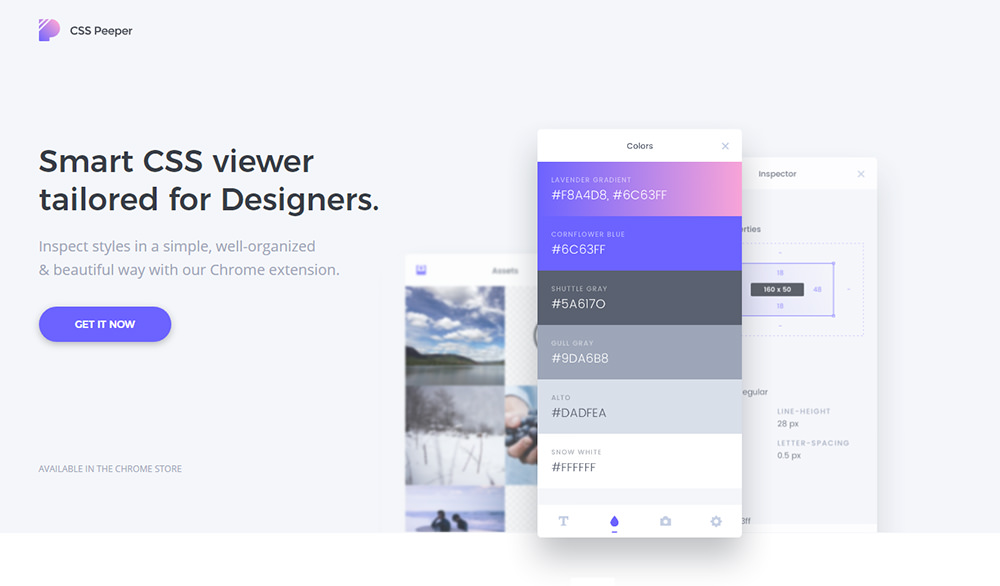 CSS Peeper
Smart CSS viewer
tailored for Designers.
Inspect styles in a simple, well-organized
& beautiful way with our Chrome extension.
GET IT NOW
AVAILABLE IN THE CHROME STORE
Assets
Colors
LAVENDER GRADIENT
#F8A4D8, #6C63FF
CORNFLOWER BLUE
#6C63FF
SHUTTLE GRAY
#5A6170
GULL GRAY
#9DA6B8
ALTO
#DADFEA
SNOW WHITE
#FFFFFF
T
Inspector
erties
-
18
160 x 50
48
-
18
-
egular
LINE-HEIGHT
28 px
LETTER-SPACING
0.5 px
3ff